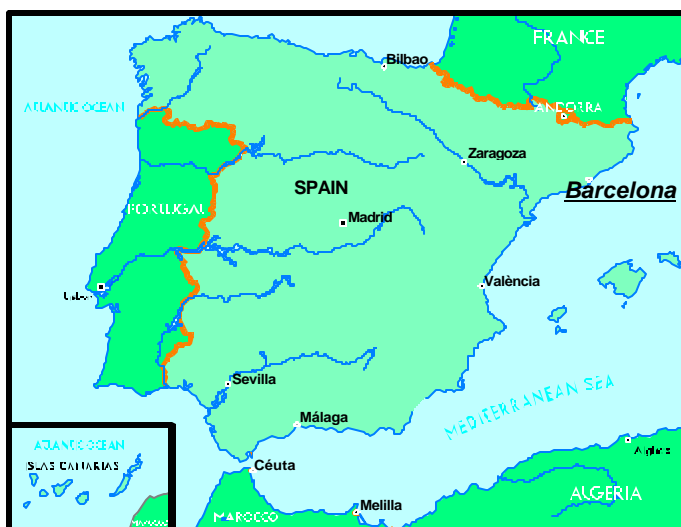 FRANCE
Bilbao
ATLANTIC OCEAN
ANDORRA
Zaragoza
SPAIN
Barcelona
PORTUGAL
Madrid
València
Sevilla
MEDITERRANEAN SEA
Málaga
ATLANTIC OCEAN
ISLAS CANARIAS
Céuta
ALGERIA
Melilla
MAROCCO